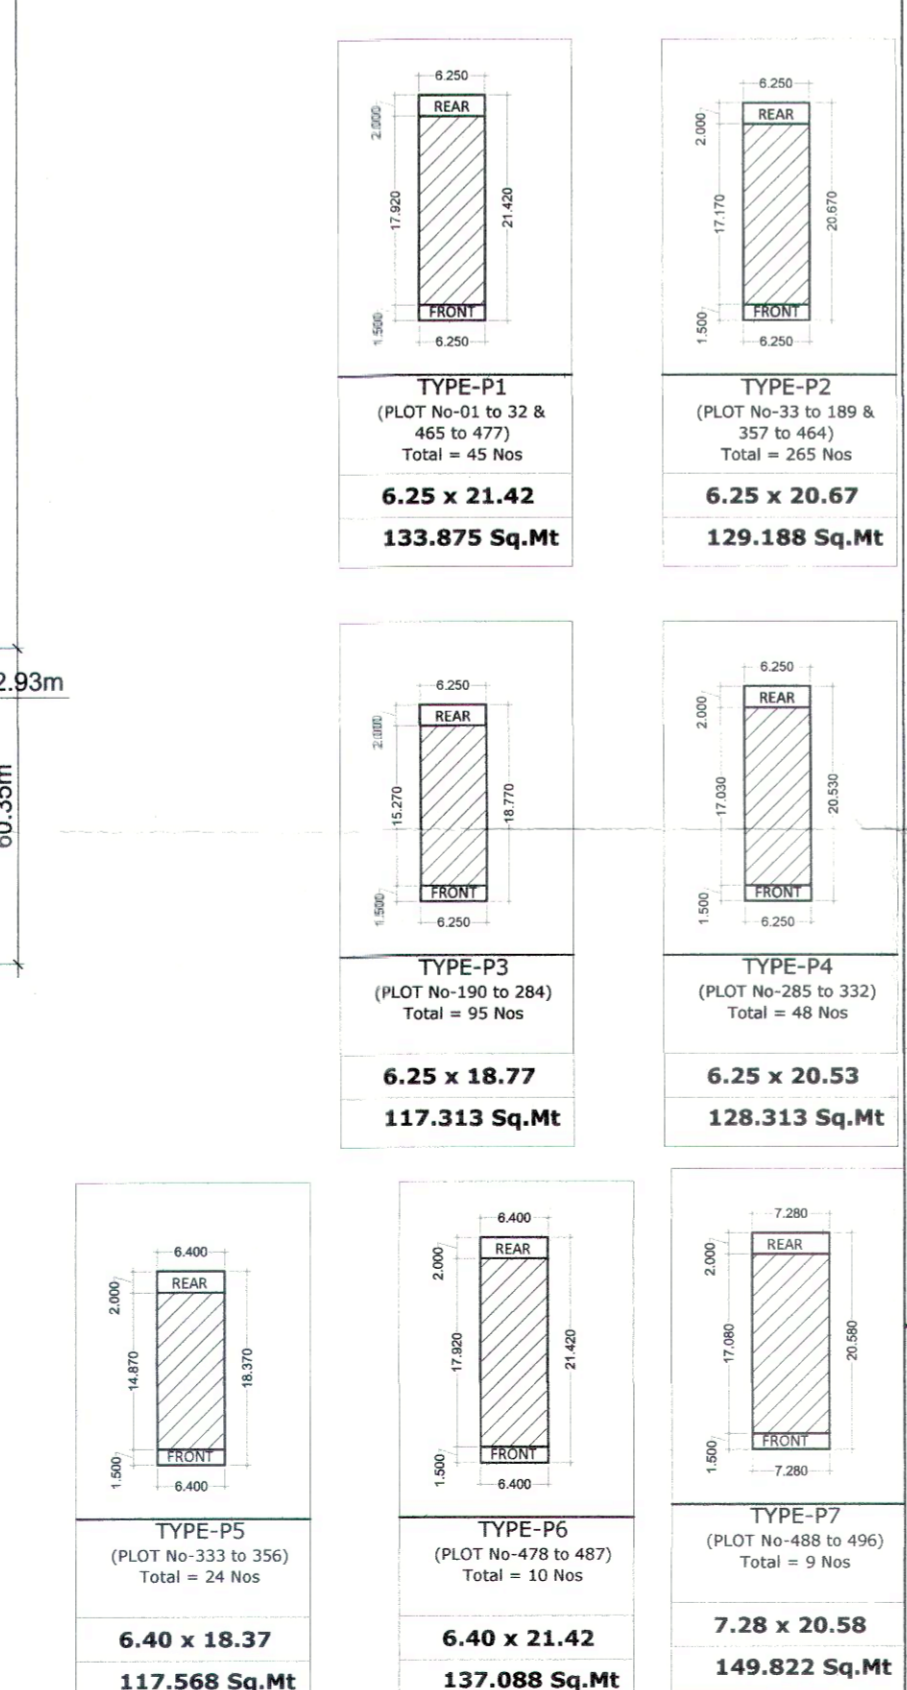 6.250
REAR
2.000
17.920
21.420
1.500
FRONT
6.250
TYPE-P1
(PLOT No-01 to 32 &
465 to 477)
Total = 45 Nos
6.25 x 21.42
133.875 Sq.Mt
6.250
REAR
2.000
17.170
20.670
1.500
FRONT
6.250
TYPE-P2
(PLOT No-33 to 189 &
357 to 464)
Total = 265 Nos
6.25 x 20.67
129.188 Sq.Mt
2.93m
60.35m
6.250
REAR
2.000
15.270
18.770
1.500
FRONT
6.250
TYPE-P3
(PLOT No-190 to 284)
Total = 95 Nos
6.25 x 18.77
117.313 Sq.Mt
6.250
REAR
2.000
17.030
20.530
1.500
FRONT
6.250
TYPE-P4
(PLOT No-285 to 332)
Total = 48 Nos
6.25 x 20.53
128.313 Sq.Mt
6.400
REAR
2.000
14.870
18.370
1.500
FRONT
6.400
TYPE-P5
(PLOT No-333 to 356)
Total = 24 Nos
6.40 x 18.37
117.568 Sq.Mt
6.400
REAR
2.000
17.920
21.420
1.500
FRONT
6.400
TYPE-P6
(PLOT No-478 to 487)
Total = 10 Nos
6.40 x 21.42
137.088 Sq.Mt
7.280
REAR
2.000
17.080
20.580
1.500
FRONT
7.280
TYPE-P7
(PLOT No-488 to 496)
Total = 9 Nos
7.28 x 20.58
149.822 Sq.Mt